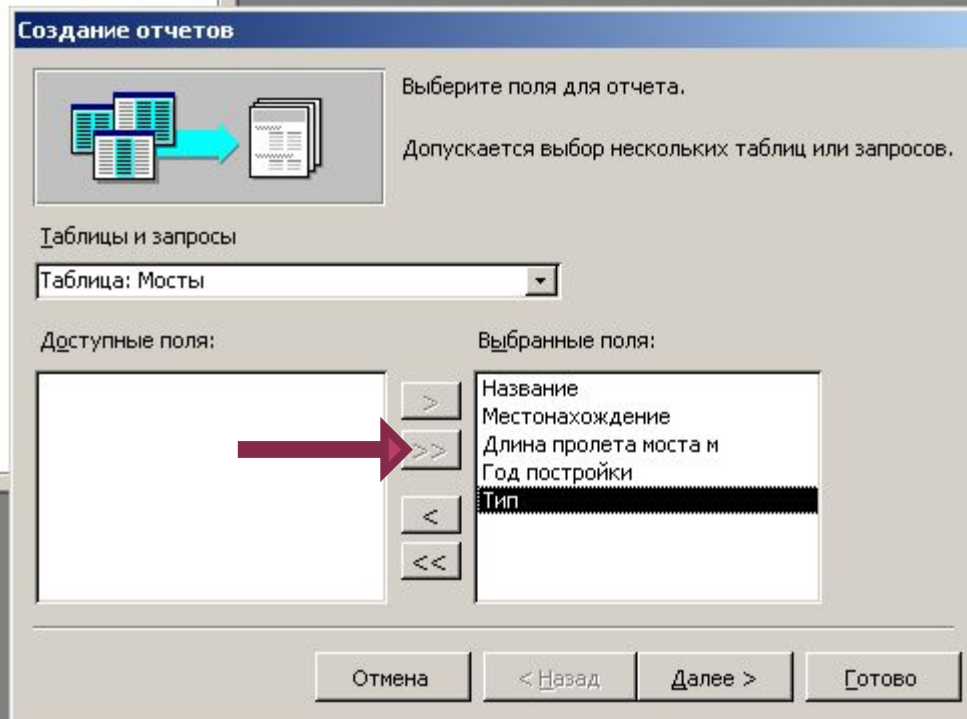 Создание отчетов
Выберите поля для отчета.
Допускается выбор нескольких таблиц или запросов.
Таблицы и запросы
Таблица: Мосты
Доступные поля:
Выбранные поля:
>
>>
<
<<
Название
Местонахождение
Длина пролета моста м
Год постройки
Тип
Отмена
< Назад
Далее >
Готово